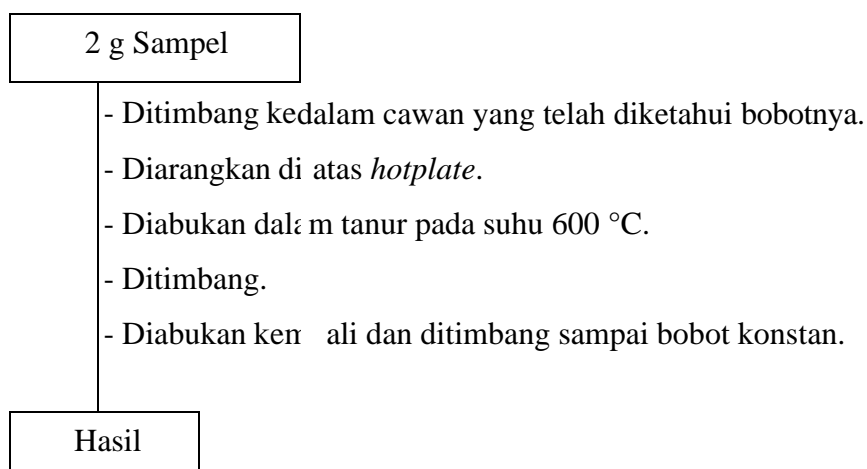 2 g Sampel
- Ditimbang kedalam cawan yang telah diketahui bobotnya.
- Diarangkan di atas hotplate.
- Diabukan dalam tanur pada suhu 600 °C.
- Ditimbang.
- Diabukan kem ali dan ditimbang sampai bobot konstan.
Hasil